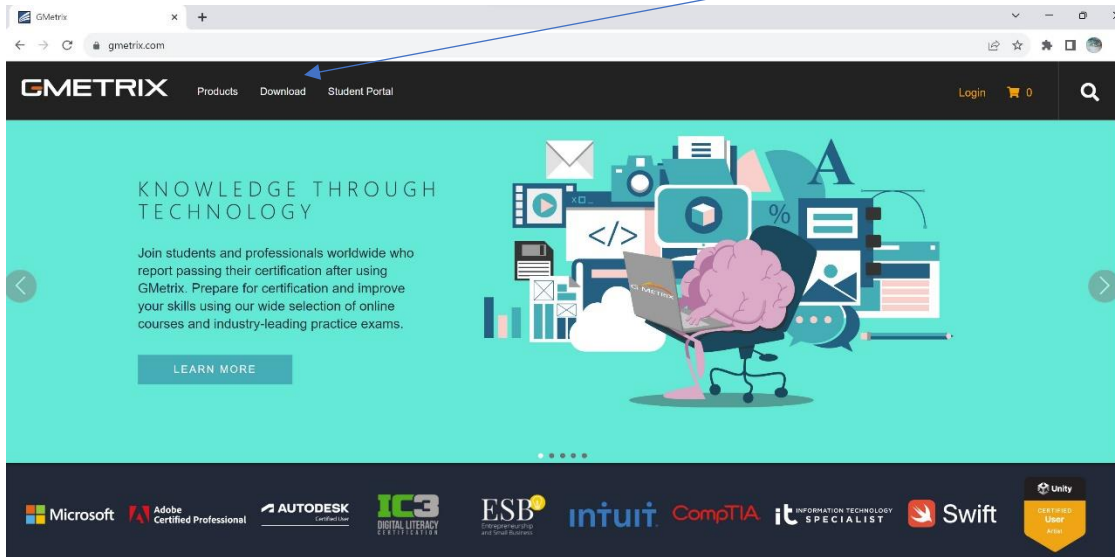 GMetrix
gmetrix.com
GMETRIX Products Download Student Portal Login 0
KNOWLEDGE THROUGH
TECHNOLOGY
Join students and professionals worldwide who
report passing their certification after using
GMetrix. Prepare for certification and improve
your skills using our wide selection of online
courses and industry-leading practice exams.
LEARN MORE
A
%
</>
G METRIX
Microsoft
Adobe
Certified Professional
AUTODESK
Certified User
IC3
DIGITAL LITERACY
CERTIFICATION
ESB
Entrepreneurship
and Small Business
intuit
CompTIA
it INFORMATION TECHNOLOGY
SPECIALIST
Swift
Unity
CERTIFIED
User